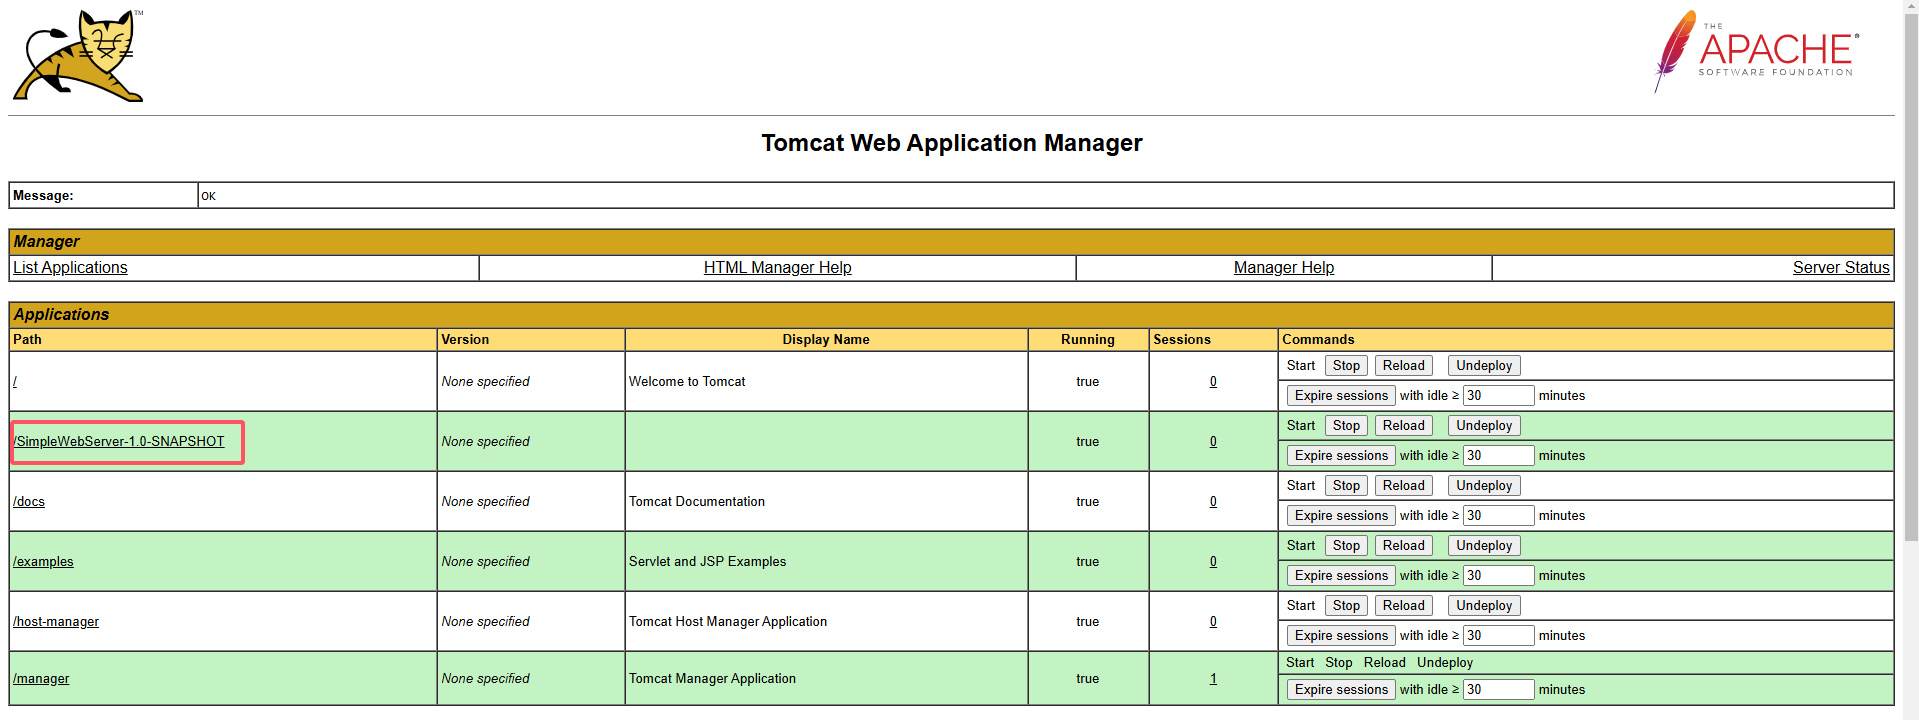 TM
THE
APACHE®
SOFTWARE FOUNDATION
Tomcat Web Application Manager
Message: OK
Manager
List Applications HTML Manager Help Manager Help Server Status
Applications
Path Version Display Name Running Sessions Commands
/ None specified Welcome to Tomcat true 0 Start Stop Reload Undeploy
Expire sessions with idle ≥ 30 minutes
/SimpleWebServer-1.0-SNAPSHOT None specified true 0 Start Stop Reload Undeploy
Expire sessions with idle ≥ 30 minutes
/docs None specified Tomcat Documentation true 0 Start Stop Reload Undeploy
Expire sessions with idle ≥ 30 minutes
/examples None specified Servlet and JSP Examples true 0 Start Stop Reload Undeploy
Expire sessions with idle ≥ 30 minutes
/host-manager None specified Tomcat Host Manager Application true 0 Start Stop Reload Undeploy
Expire sessions with idle ≥ 30 minutes
/manager None specified Tomcat Manager Application true 1 Start Stop Reload Undeploy
Expire sessions with idle ≥ 30 minutes